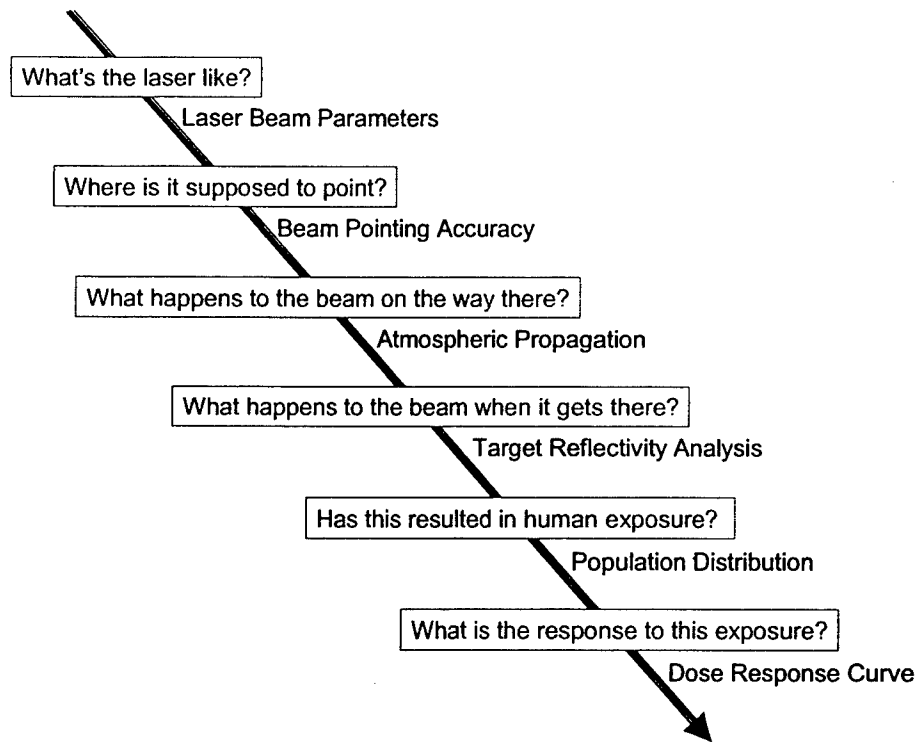 What's the laser like?
Laser Beam Parameters
Where is it supposed to point?
Beam Pointing Accuracy
What happens to the beam on the way there?
Atmospheric Propagation
What happens to the beam when it gets there?
Target Reflectivity Analysis
Has this resulted in human exposure?
Population Distribution
What is the response to this exposure?
Dose Response Curve